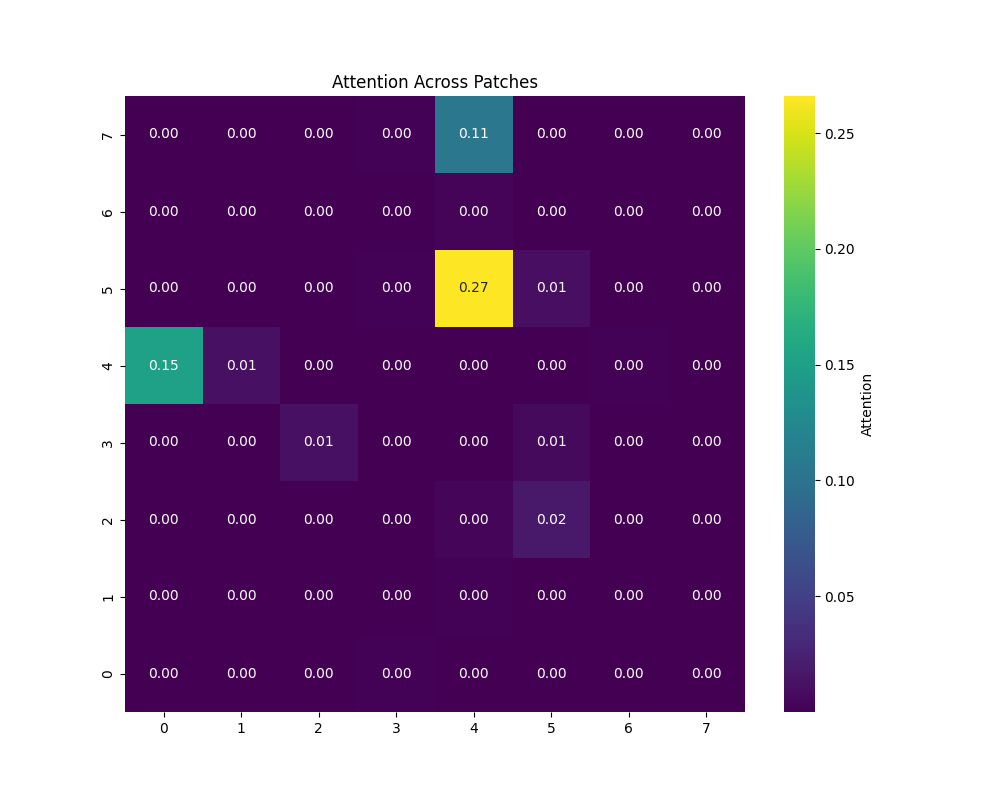 Attention Across Patches
7 0.00 0.00 0.00 0.00 0.11 0.00 0.00 0.00
6 0.00 0.00 0.00 0.00 0.00 0.00 0.00 0.00
5 0.00 0.00 0.00 0.00 0.27 0.01 0.00 0.00
4 0.15 0.01 0.00 0.00 0.00 0.00 0.00 0.00
3 0.00 0.00 0.01 0.00 0.00 0.01 0.00 0.00
2 0.00 0.00 0.00 0.00 0.00 0.02 0.00 0.00
1 0.00 0.00 0.00 0.00 0.00 0.00 0.00 0.00
0 0.00 0.00 0.00 0.00 0.00 0.00 0.00 0.00
0 1 2 3 4 5 6 7
0.25
0.20
0.15
0.10
0.05
Attention